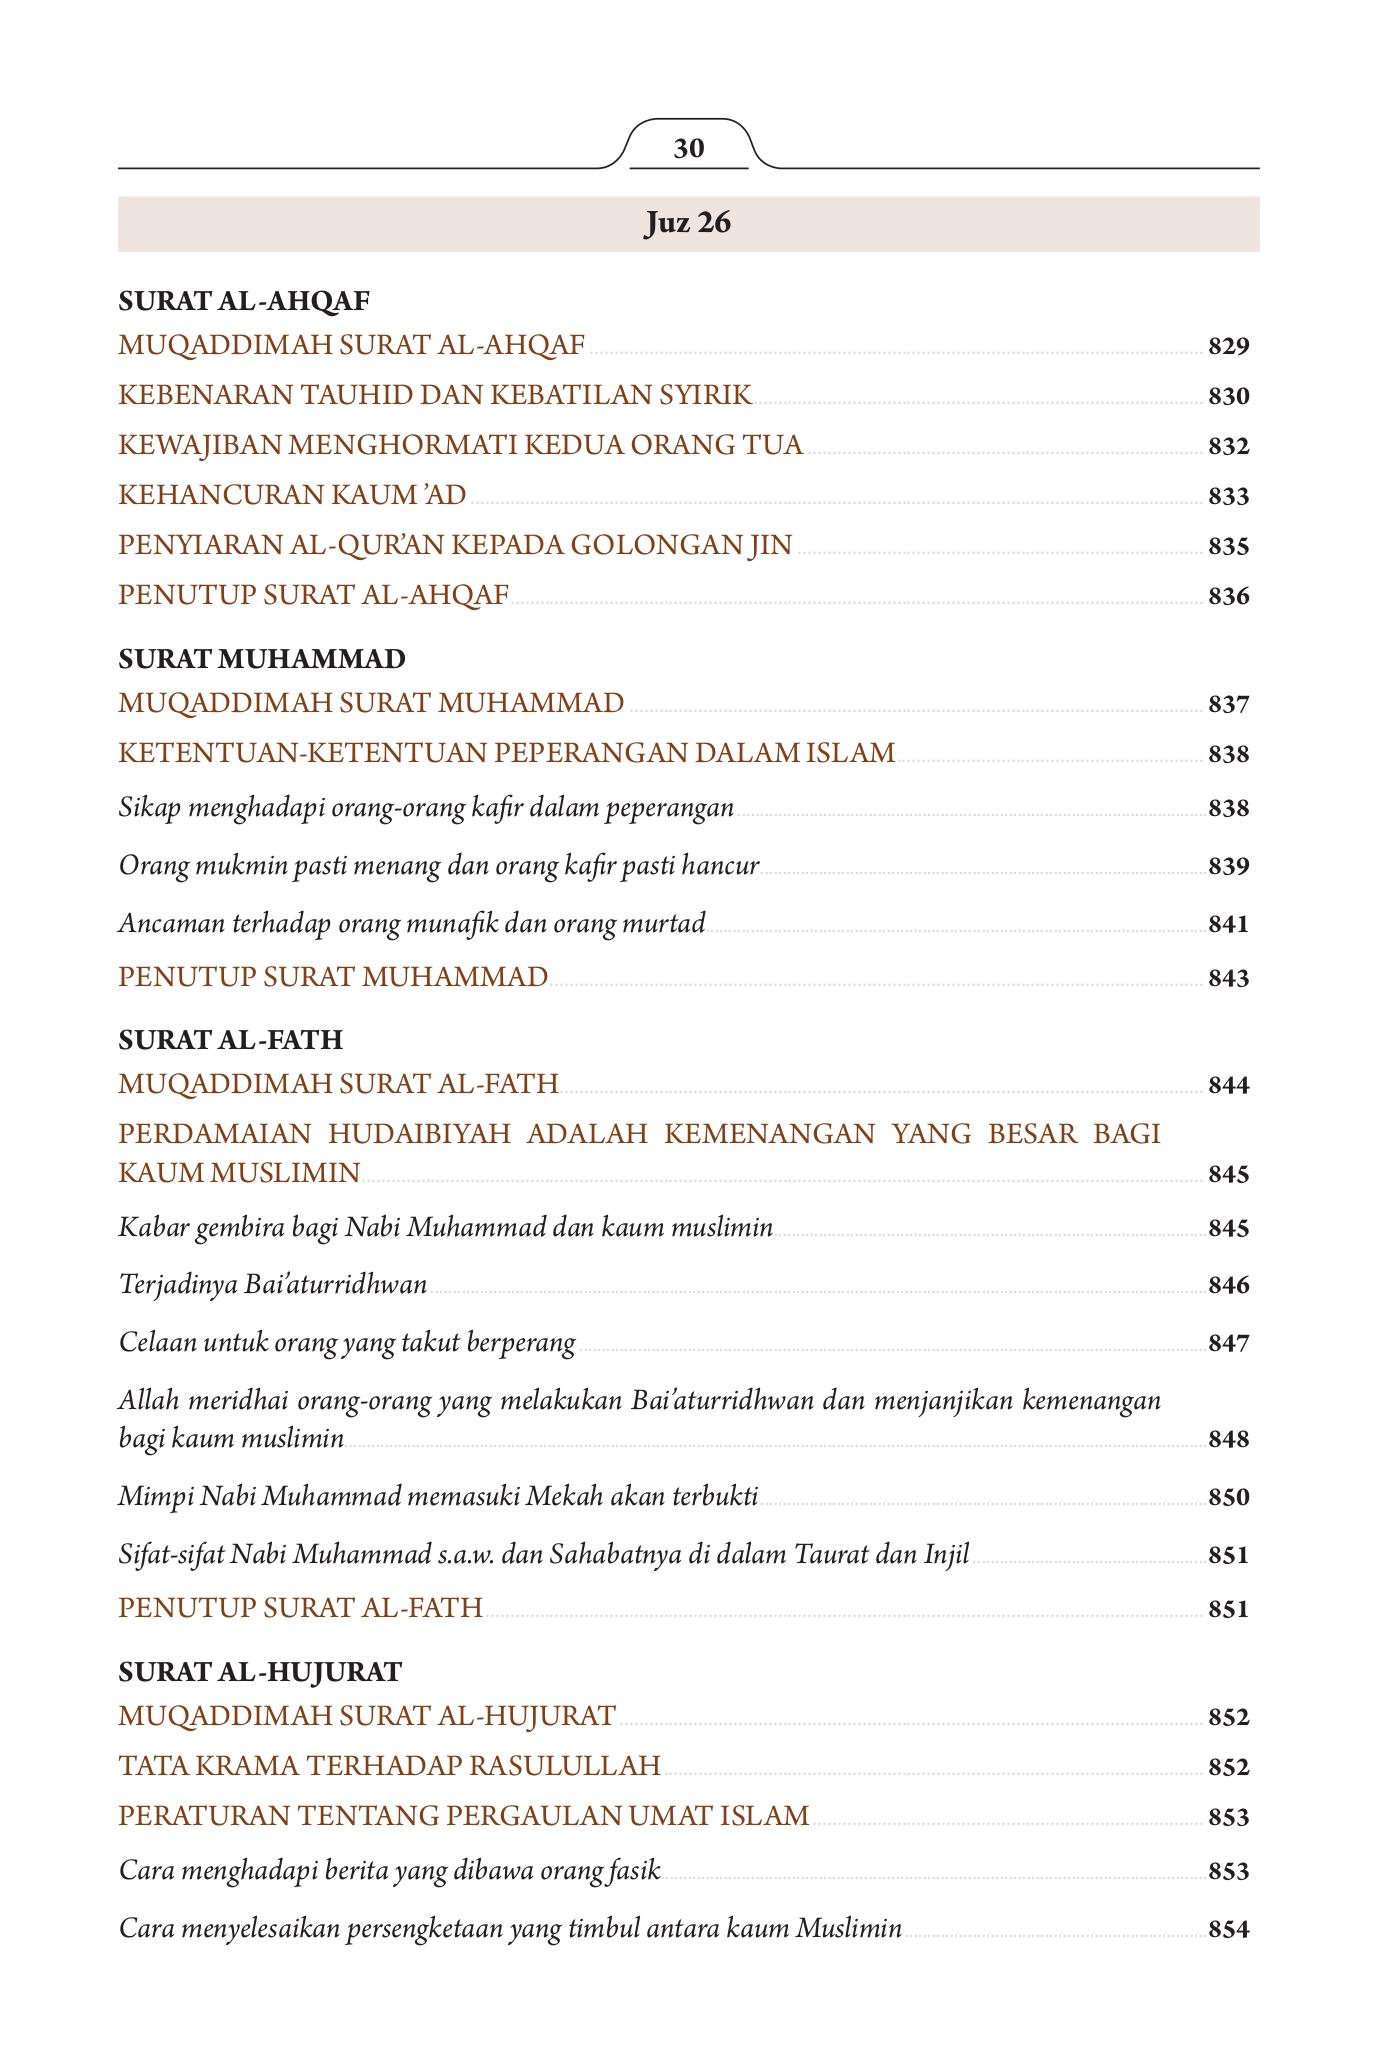 30
Juz 26
SURAT AL-AHQAF
MUQADDIMAH SURAT AL-AHQAF 829
KEBENARAN TAUHID DAN KEBATILAN SYIRIK 830
KEWAJIBAN MENGHORMATI KEDUA ORANG TUA 832
KEHANCURAN KAUM ’AD 833
PENYIARAN AL-QUR’AN KEPADA GOLONGAN JIN 835
PENUTUP SURAT AL-AHQAF 836
SURAT MUHAMMAD
MUQADDIMAH SURAT MUHAMMAD 837
KETENTUAN-KETENTUAN PEPERANGAN DALAM ISLAM 838
Sikap menghadapi orang-orang kafir dalam peperangan 838
Orang mukmin pasti menang dan orang kafir pasti hancur 839
Ancaman terhadap orang munafik dan orang murtad 841
PENUTUP SURAT MUHAMMAD 843
SURAT AL-FATH
MUQADDIMAH SURAT AL-FATH 844
PERDAMAIAN HUDAIBIYAH ADALAH KEMENANGAN YANG BESAR BAGI
KAUM MUSLIMIN 845
Kabar gembira bagi Nabi Muhammad dan kaum muslimin 845
Terjadinya Bai’aturridhwan 846
Celaan untuk orang yang takut berperang 847
Allah meridhai orang-orang yang melakukan Bai’aturridhwan dan menjanjikan kemenangan
bagi kaum muslimin 848
Mimpi Nabi Muhammad memasuki Mekah akan terbukti 850
Sifat-sifat Nabi Muhammad s.a.w. dan Sahabatnya di dalam Taurat dan Injil 851
PENUTUP SURAT AL-FATH 851
SURAT AL-HUJURAT
MUQADDIMAH SURAT AL-HUJURAT 852
TATA KRAMA TERHADAP RASULULLAH 852
PERATURAN TENTANG PERGAULAN UMAT ISLAM 853
Cara menghadapi berita yang dibawa orang fasik 853
Cara menyelesaikan persengketaan yang timbul antara kaum Muslimin 854